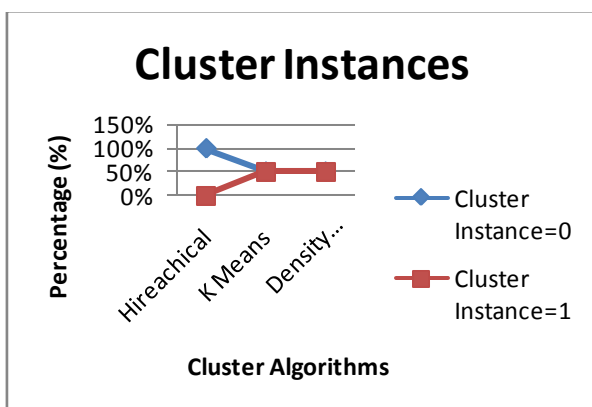 Cluster Instances
Percentage (%)
150%
100%
50%
0%
Hireachical
K Means
Density...
Cluster Algorithms
Cluster
Instance=0
Cluster
Instance=1